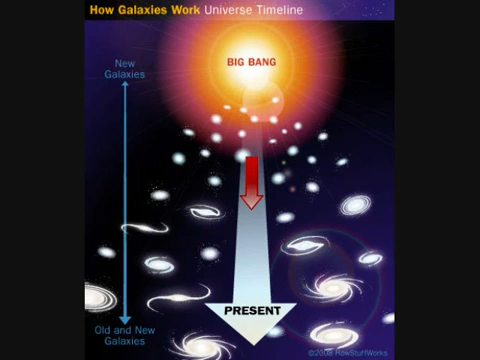 How Galaxies Work Universe Timeline
BIG BANG
New
Galaxies
PRESENT
Old and New
Galaxies
©2008 HowStuffWorks